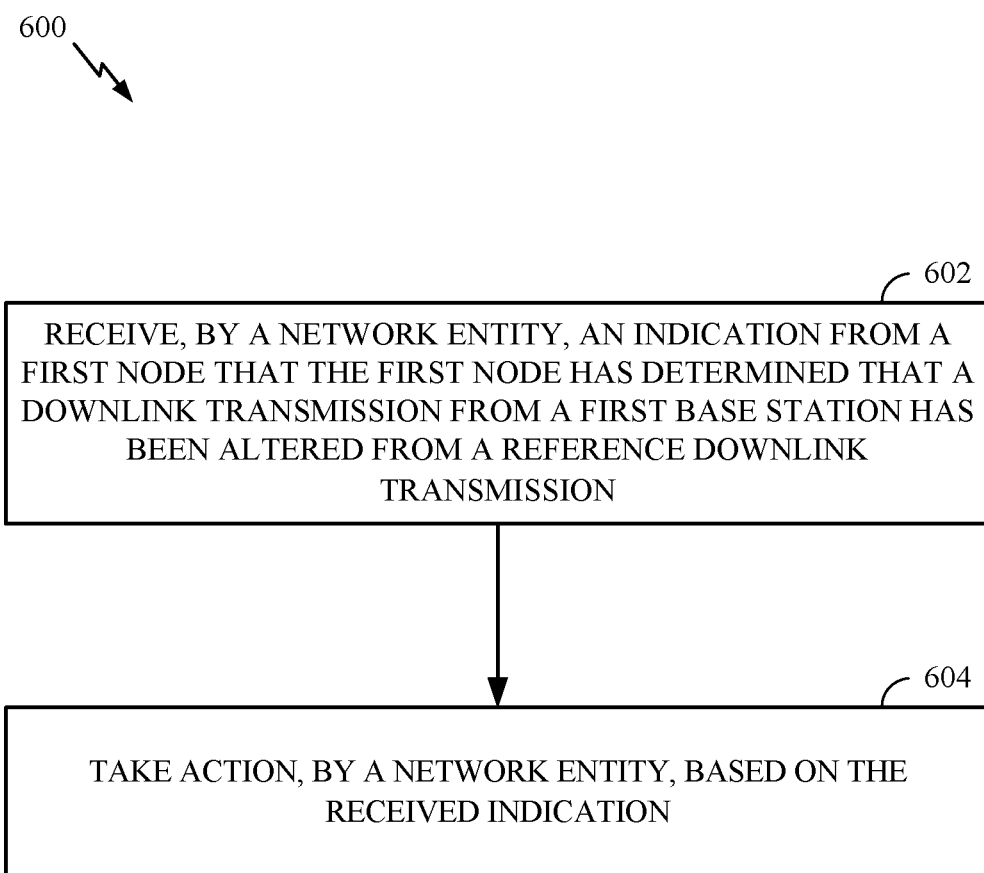 600
602
RECEIVE, BY A NETWORK ENTITY, AN INDICATION FROM A
FIRST NODE THAT THE FIRST NODE HAS DETERMINED THAT A
DOWNLINK TRANSMISSION FROM A FIRST BASE STATION HAS
BEEN ALTERED FROM A REFERENCE DOWNLINK
TRANSMISSION
604
TAKE ACTION, BY A NETWORK ENTITY, BASED ON THE
RECEIVED INDICATION